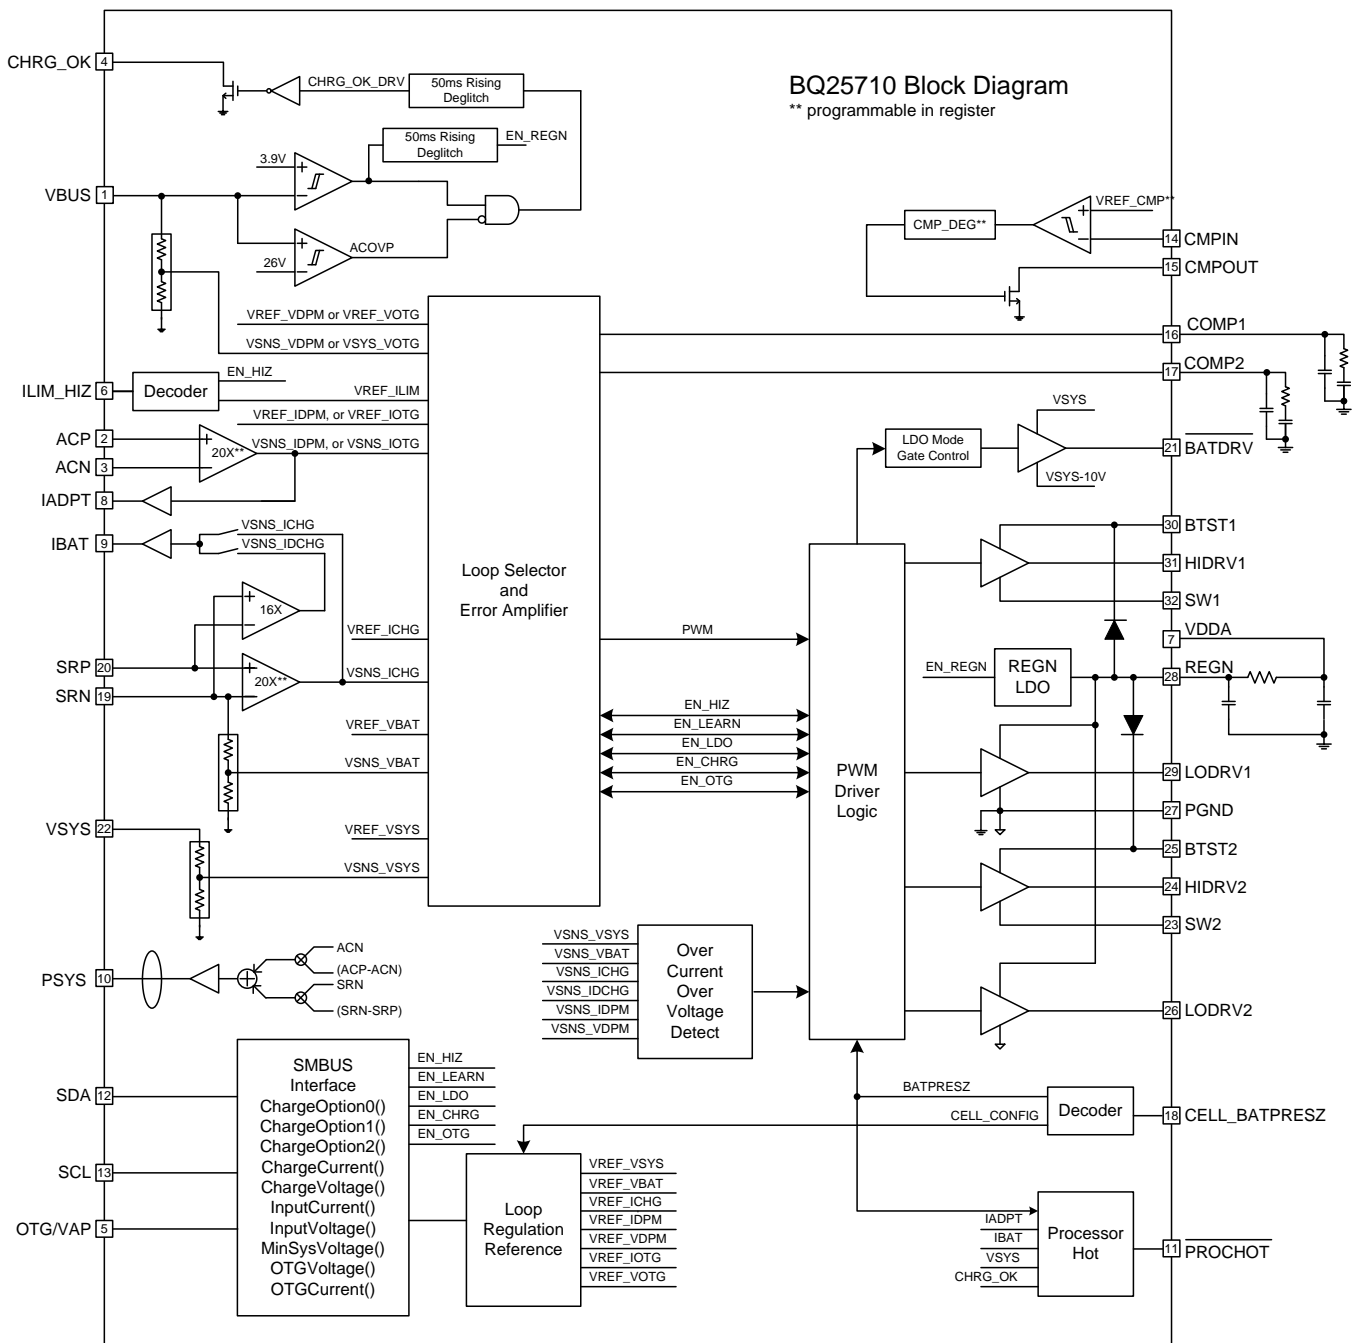 BQ25710 Block Diagram
** programmable in register
CHRG_OK
4
CHRG_OK_DRV
50ms Rising
Deglitch
50ms Rising
Deglitch
EN_REGN
3.9V
+
−
VBUS
1
+
−
26V
ACOVP
VREF_CMP**
+
−
CMP_DEG**
14
CMPIN
15
CMPOUT
VREF_VDPM or VREF_VOTG
VSNS_VDPM or VSYS_VOTG
16
COMP1
17
COMP2
ILIM_HIZ
6
Decoder
EN_HIZ
VREF_ILIM
VREF_IDPM, or VREF_IOTG
ACP
2
+
20X**
VSNS_IDPM, or VSNS_IOTG
ACN
3
−
IADPT
8
IBAT
9
VSNS_ICHG
VSNS_IDCHG
Loop Selector
and
Error Amplifier
+
16X
−
VREF_ICHG
SRP
20
+
20X**
−
VSNS_ICHG
SRN
19
VREF_VBAT
VSNS_VBAT
VSYS
22
VREF_VSYS
VSNS_VSYS
PWM
EN_HIZ
EN_LEARN
EN_LDO
EN_CHRG
EN_OTG
LDO Mode
Gate Control
VSYS
VSYS-10V
21
BATDRV
30
BTST1
31
HIDRV1
32
SW1
7
VDDA
EN_REGN
REGN
LDO
28
REGN
PWM
Driver
Logic
29
LODRV1
27
PGND
25
BTST2
24
HIDRV2
23
SW2
26
LODRV2
PSYS
10
ACN
(ACP-ACN)
SRN
(SRN-SRP)
VSNS_VSYS
VSNS_VBAT
VSNS_ICHG
VSNS_IDCHG
VSNS_IDPM
VSNS_VDPM
Over
Current
Over
Voltage
Detect
SDA
12
SCL
13
OTG/VAP
5
SMBUS
Interface
ChargeOption0()
ChargeOption1()
ChargeOption2()
ChargeCurrent()
ChargeVoltage()
InputCurrent()
InputVoltage()
MinSysVoltage()
OTGVoltage()
OTGCurrent()
EN_HIZ
EN_LEARN
EN_LDO
EN_CHRG
EN_OTG
Loop
Regulation
Reference
VREF_VSYS
VREF_VBAT
VREF_ICHG
VREF_IDPM
VREF_VDPM
VREF_IOTG
VREF_VOTG
BATPRESZ
CELL_CONFIG
Decoder
18
CELL_BATPRESZ
IADPT
IBAT
VSYS
CHRG_OK
Processor
Hot
11
PROCHOT